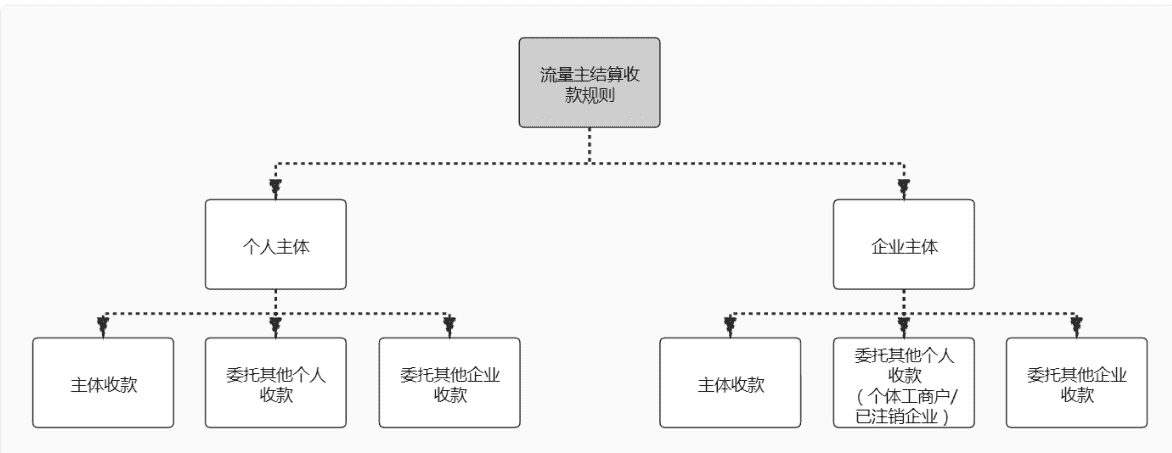 流量主结算收
款规则
个人主体
企业主体
主体收款
委托其他个人
收款
委托其他企业
收款
主体收款
委托其他个人
收款
（个体工商户/
已注销企业）
委托其他企业
收款